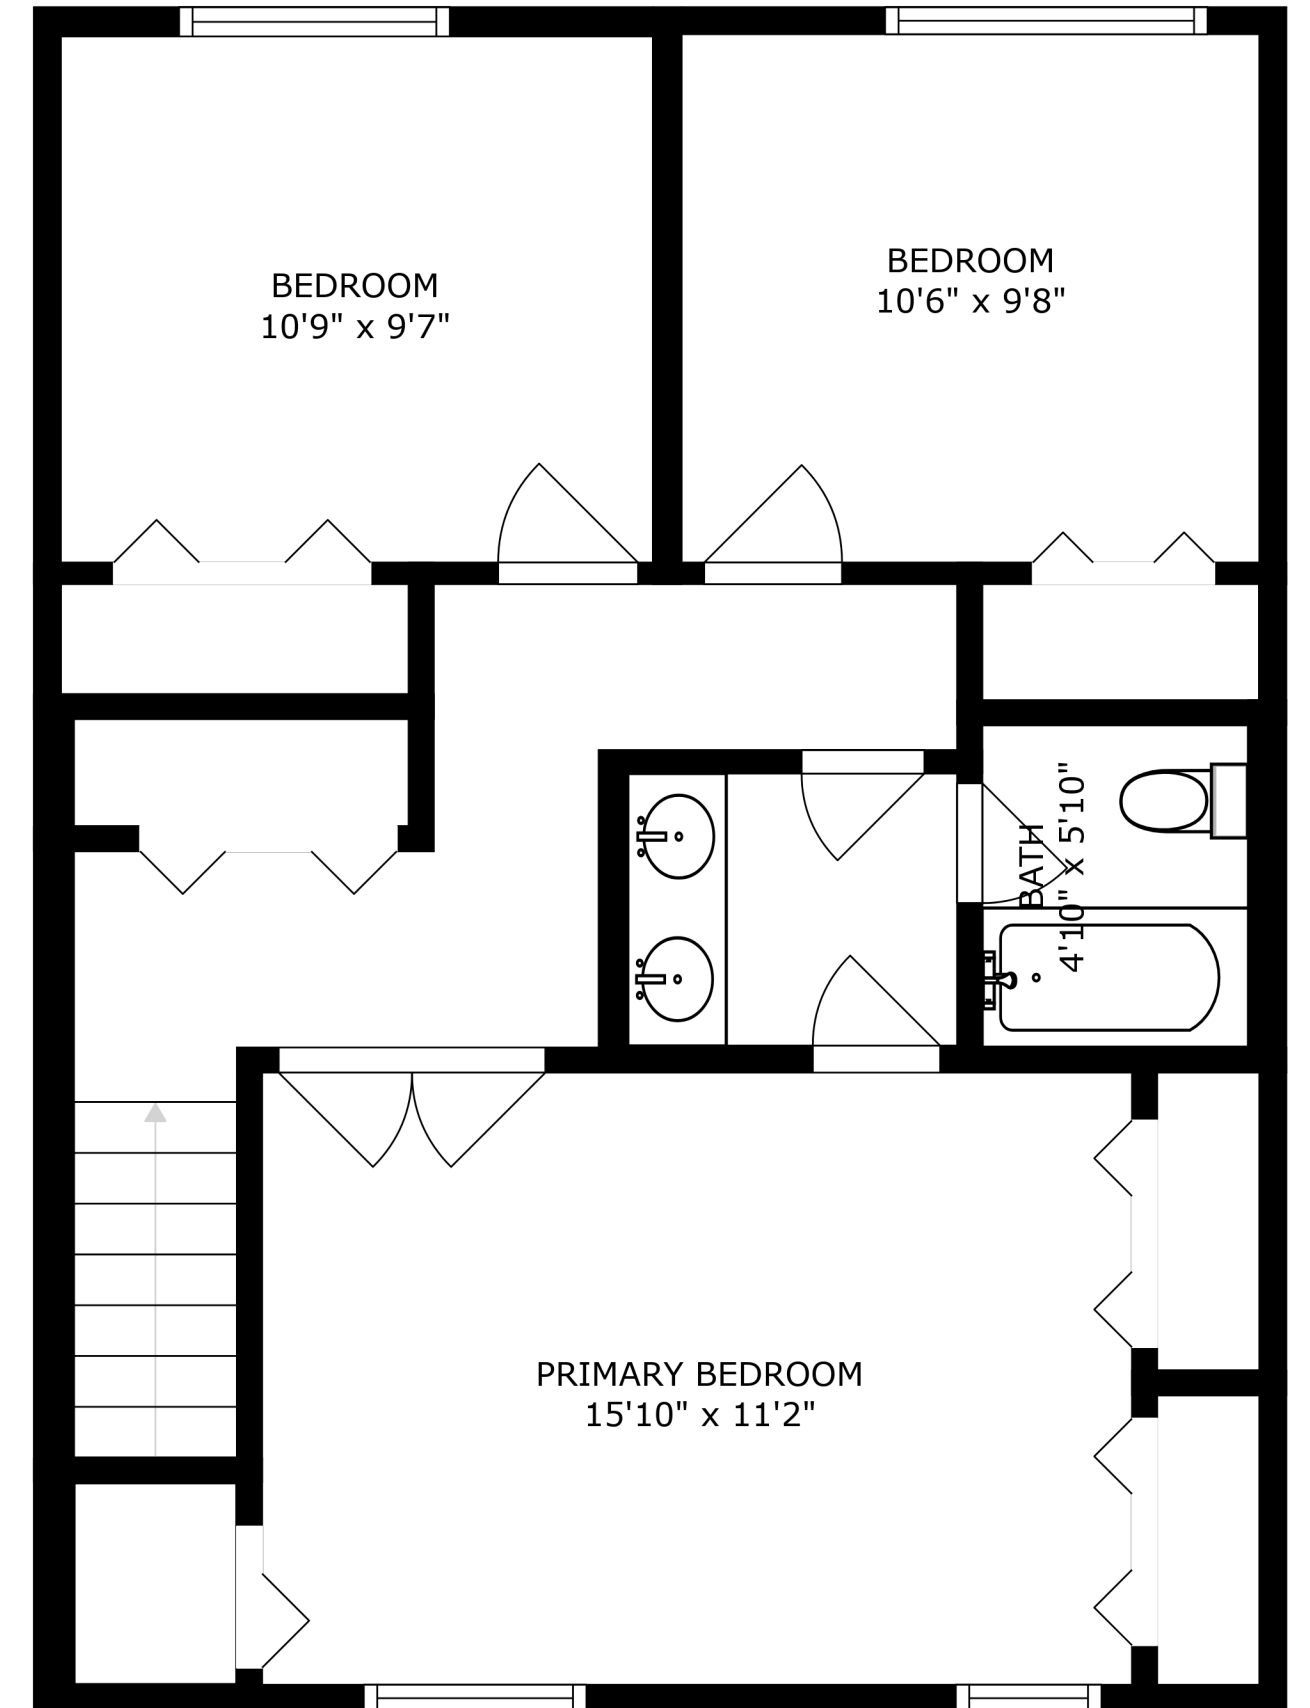 BEDROOM
10'9" x 9'7"
BEDROOM
10'6" x 9'8"
BATH
4'10" x 5'10"
PRIMARY BEDROOM
15'10" x 11'2"